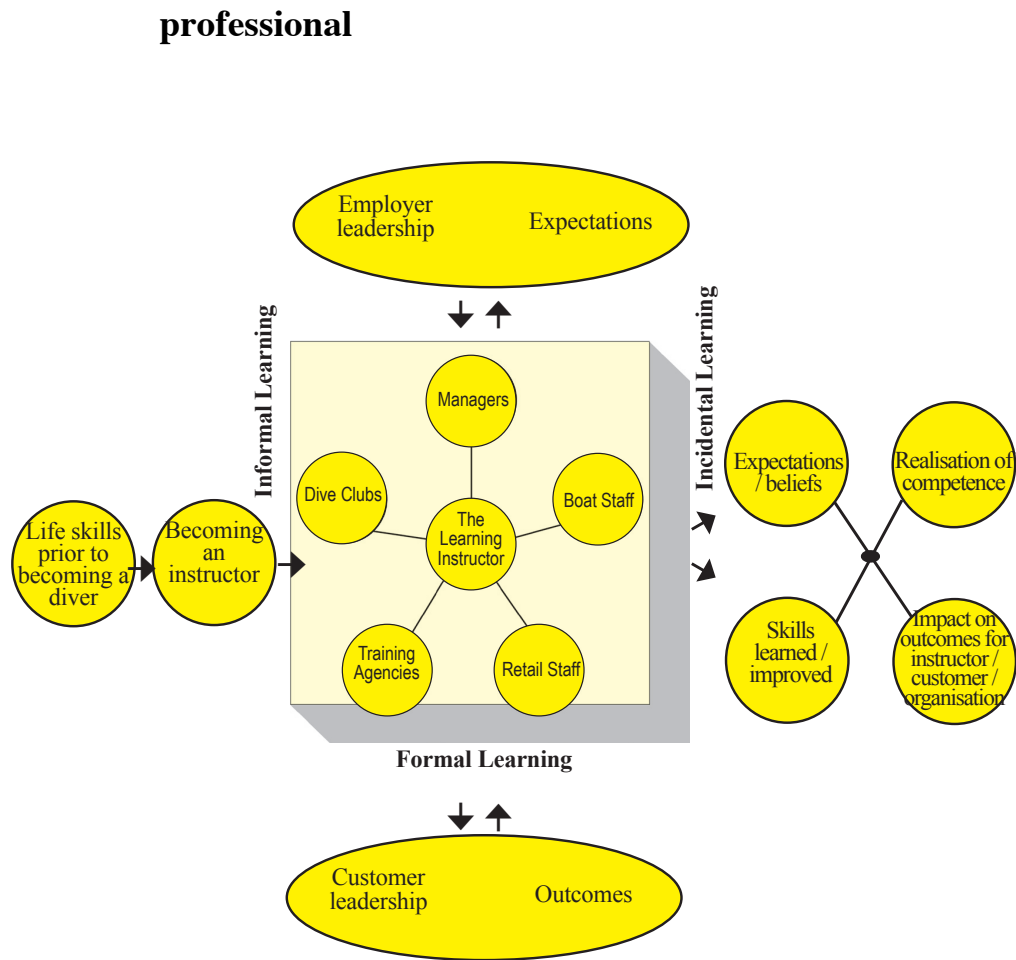 professional
Employer
leadership
Expectations
Informal Learning
Incidental Learning
Managers
Dive Clubs
Boat Staff
The
Learning
Instructor
Training
Agencies
Retail Staff
Life skills
prior to
becoming a
diver
Becoming
an
instructor
Expectations
/ beliefs
Realisation of
competence
Skills
learned /
improved
Impact on
outcomes for
instructor /
customer /
organisation
Formal Learning
Customer
leadership
Outcomes